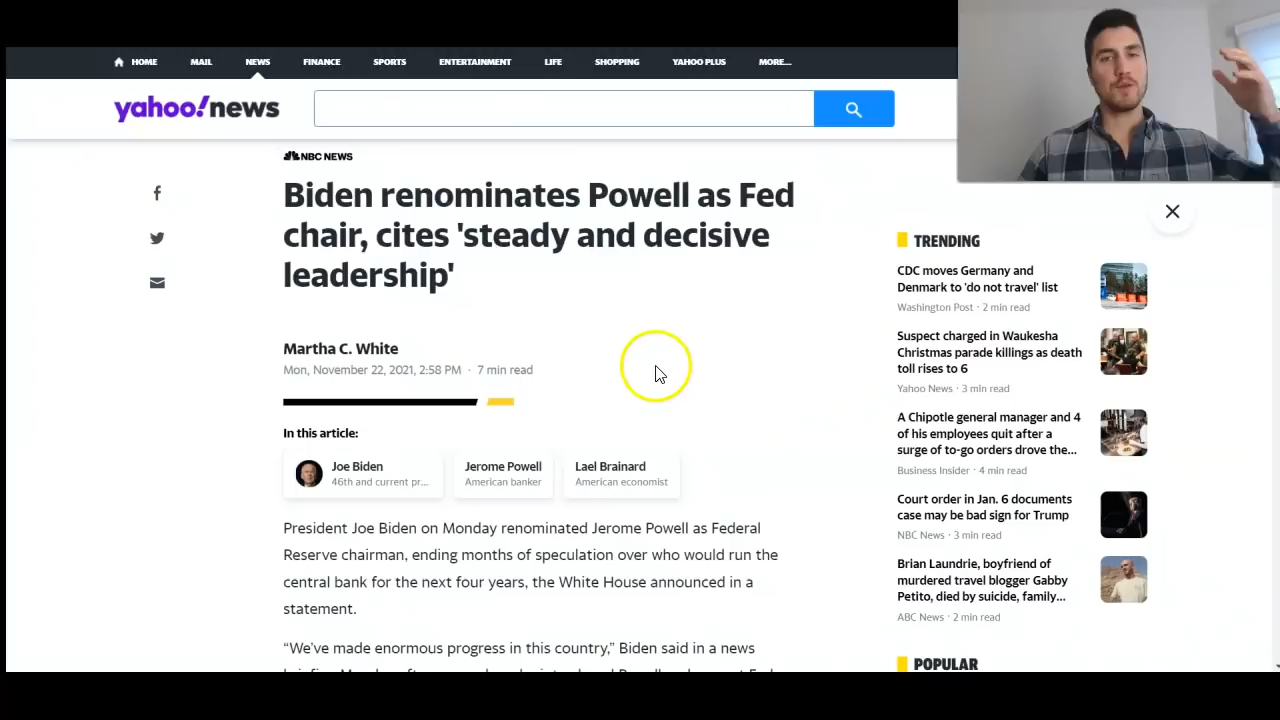 HOME MAIL NEWS FINANCE SPORTS ENTERTAINMENT LIFE SHOPPING YAHOO PLUS MORE...
yahoo!news
NBC NEWS
Biden renominates Powell as Fed
chair, cites 'steady and decisive
leadership'
Martha C. White
Mon, November 22, 2021, 2:58 PM · 7 min read
In this article:
Joe Biden
46th and current pr...
Jerome Powell
American banker
Lael Brainard
American economist
President Joe Biden on Monday renominated Jerome Powell as Federal
Reserve chairman, ending months of speculation over who would run the
central bank for the next four years, the White House announced in a
statement.
“We’ve made enormous progress in this country,” Biden said in a news
TRENDING
CDC moves Germany and
Denmark to 'do not travel' list
Washington Post · 2 min read
Suspect charged in Waukesha
Christmas parade killings as death
toll rises to 6
Yahoo News · 3 min read
A Chipotle general manager and 4
of his employees quit after a
surge of to-go orders drove the...
Business Insider · 4 min read
Court order in Jan. 6 documents
case may be bad sign for Trump
NBC News · 3 min read
Brian Laundrie, boyfriend of
murdered travel blogger Gabby
Petito, died by suicide, family...
ABC News · 2 min read
POPULAR